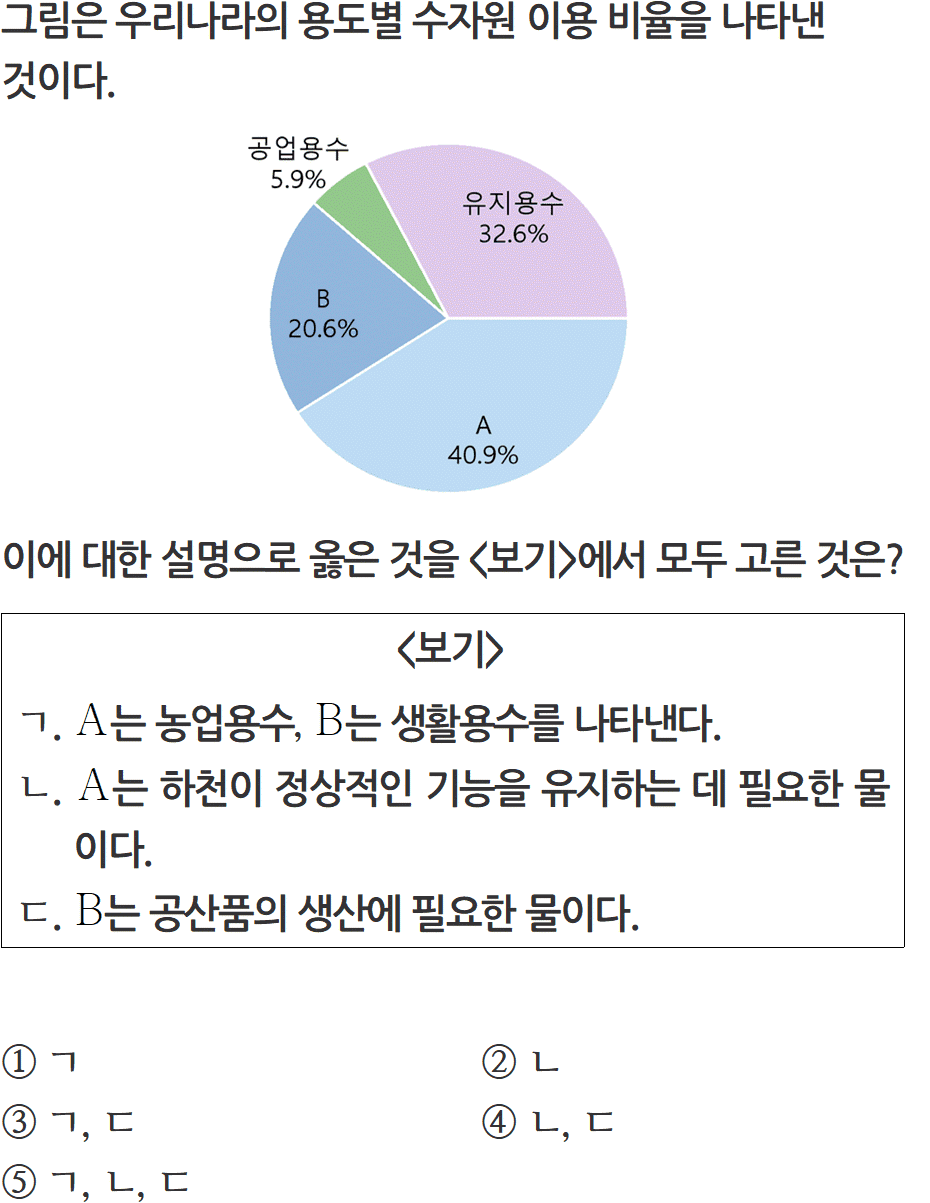 그림은 우리나라의 용도별 수자원 이용 비율을 나타낸
것이다.
공업용수
5.9%
유지용수
32.6%
B
20.6%
A
40.9%
이에 대한 설명으로 옳은 것을 <보기>에서 모두 고른 것은?
<보기>
ㄱ. A는 농업용수, B는 생활용수를 나타낸다.
ㄴ. A는 하천이 정상적인 기능을 유지하는 데 필요한 물
이다.
ㄷ. B는 공산품의 생산에 필요한 물이다.
① ㄱ ② ㄴ
③ ㄱ, ㄷ ④ ㄴ, ㄷ
⑤ ㄱ, ㄴ, ㄷ